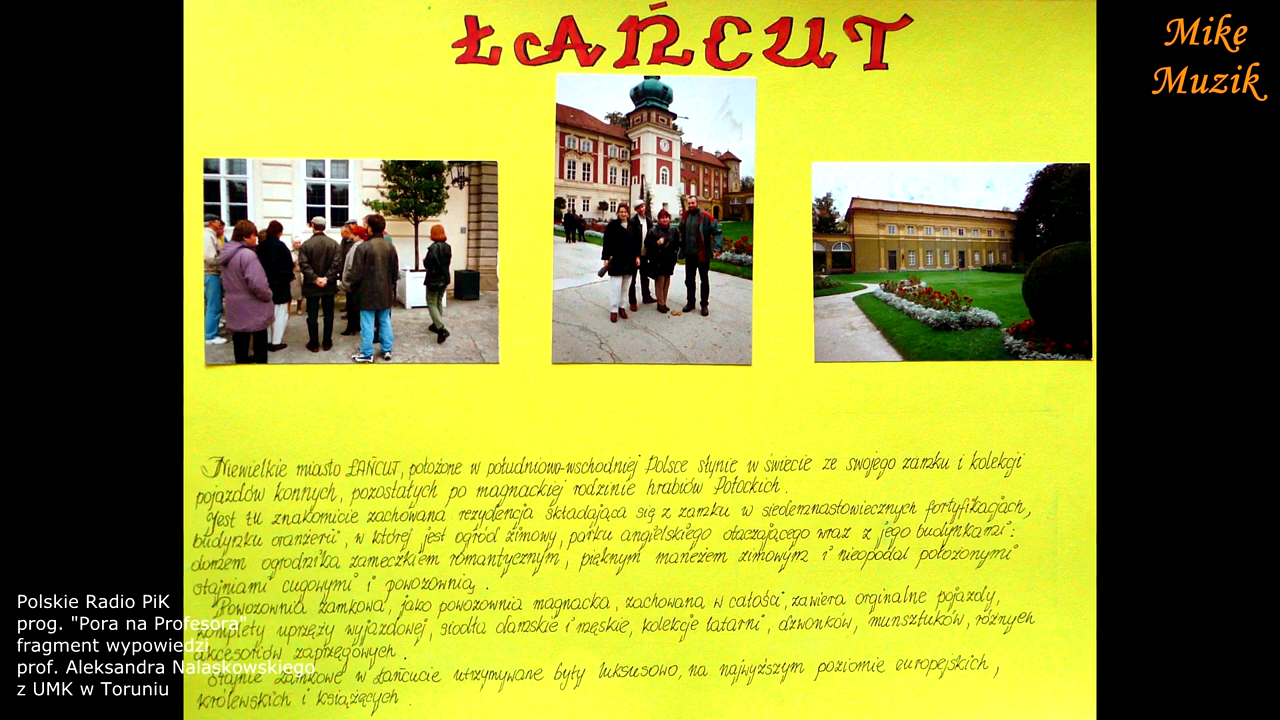 ŁAŃCUT
Mike
Muzik
Niewielkie miasto ŁAŃCUT, położone w południowo-wschodniej Polsce słynie w świecie ze swojego zamku i kolekcji
pojazdów konnych, pozostałych po magnackiej rodzinie hrabiów Potockich.
Jest tu znakomicie zachowana rezydencja składająca się z zamku w siedemnastowiecznych fortyfikacjach,
budynku oranżerii, w której jest ogród zimowy, parku angielskiego otaczającego wraz z jego budynkami:
domem ogrodnika zameczkiem romantycznym, pięknym maneżem zimowym i nieopodal położonymi
stajniami cugowymi i powozownią.
Powozownia zamkowa, jako powozownia magnacka, zachowana w całości, zawiera orginalne pojazdy,
komplety uprzęży wyjazdowej, siodła damskie i męskie, kolekcje latarni, dzwonków, munsztuków, różnych
akcesoriów zaprzęgowych.
Stajnie zamkowe w Łańcucie utrzymywane były luksusowo, na najwyższym poziomie europejskich,
królewskich i książęcych.
Polskie Radio PiK
prog. "Pora na Profesora"
fragment wypowiedzi
prof. Aleksandra Nalaskowskiego
z UMK w Toruniu